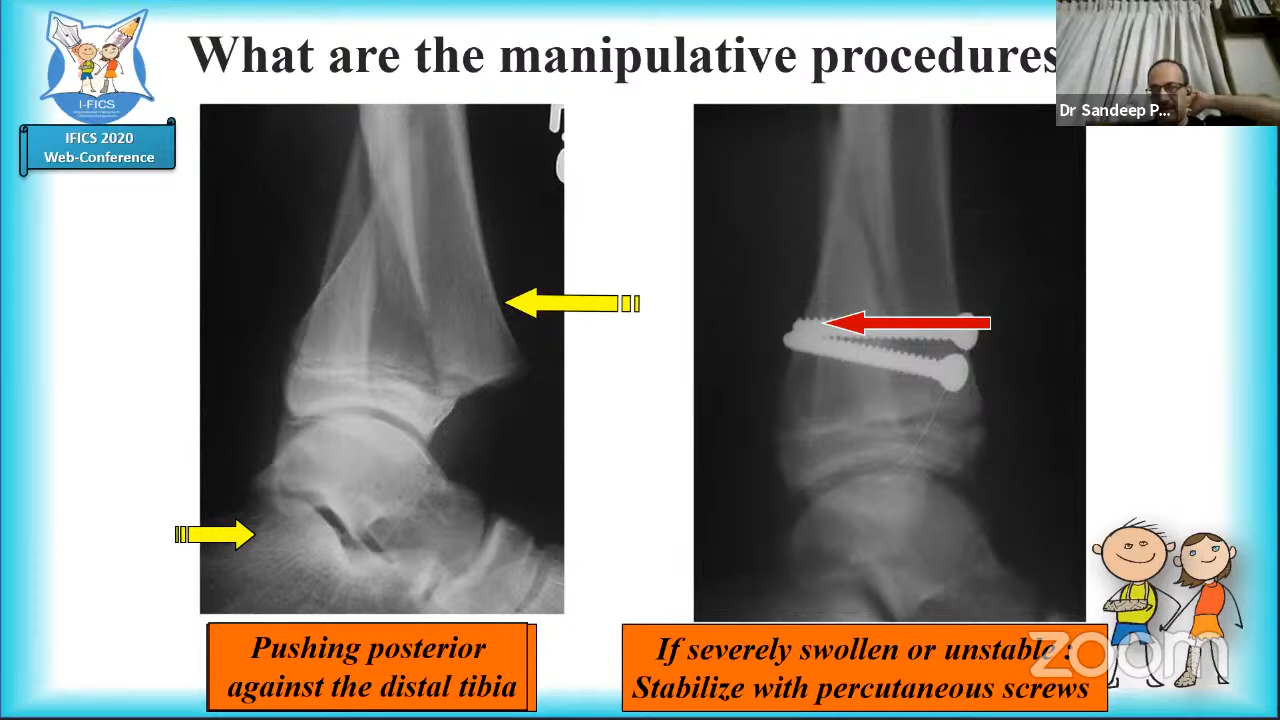 What are the manipulative procedures
I-FICS
IFICS 2020
Web-Conference
Dr Sandeep P...
Pushing posterior
against the distal tibia
If severely swollen or unstable :
Stabilize with percutaneous screws
zoom